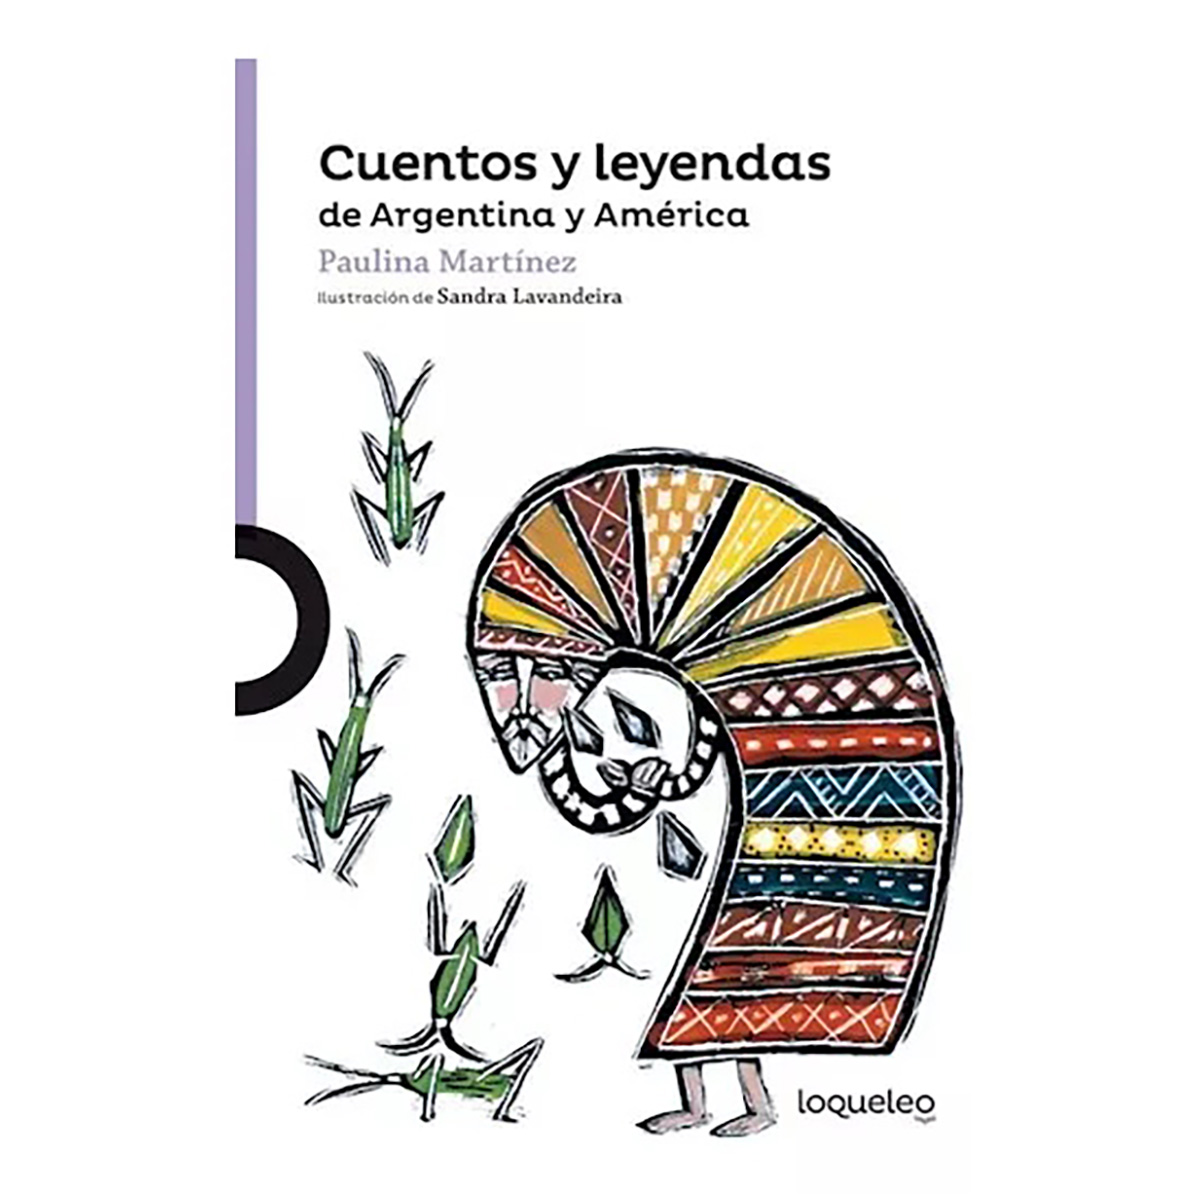 Cuentos y leyendas
de Argentina y América
Paulina Martínez
Ilustración de Sandra Lavandeira
loqueleo